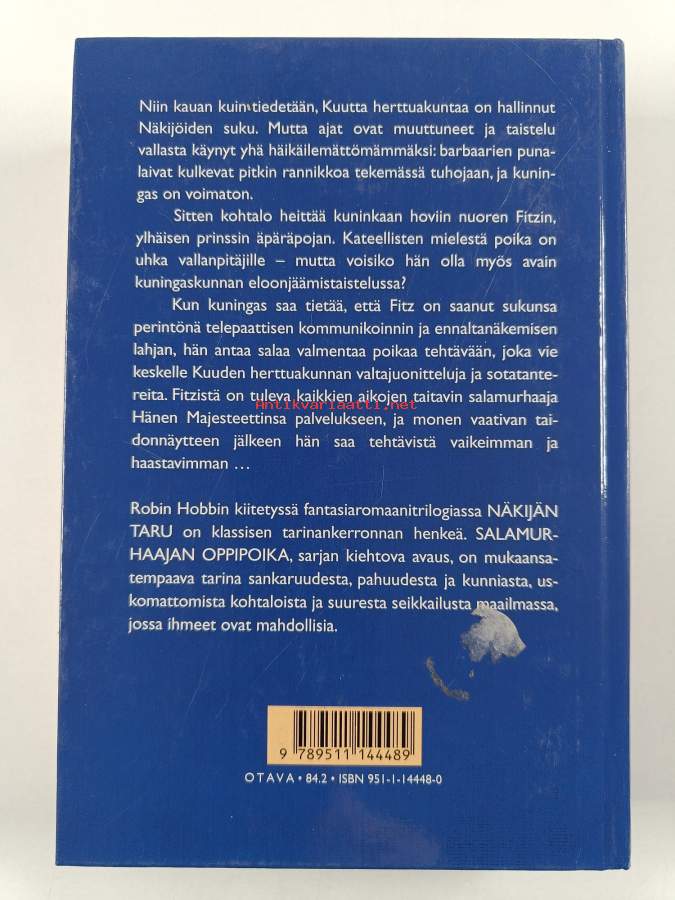 Niin kauan kuin tiedetään, Kuutta herttuakuntaa on hallinnut
Näkijöiden suku. Mutta ajat ovat muuttuneet ja taistelu
vallasta käynyt yhä häikäilemättömämmäksi: barbaarien puna-
laivat kulkevat pitkin rannikkoa tekemässä tuhojaan, ja kunin-
gas on voimaton.
Sitten kohtalo heittää kuninkaan hoviin nuoren Fitzin,
ylhäisen prinssin äpäräpojan. Kateellisten mielestä poika on
uhka vallanpitäjille – mutta voisiko hän olla myös avain
kuningaskunnan eloonjäämistaistelussa?
Kun kuningas saa tietää, että Fitz on saanut sukunsa
perintönä telepaattisen kommunikoinnin ja ennaltanäkemisen
lahjan, hän antaa salaa valmentaa poikaa tehtävään, joka vie
keskelle Kuuden herttuakunnan valtajuonitteluja ja sotatante-
reita. Fitzistä on tuleva kaikkien aikojen taitavin salamurhaaja
Antikvariaatti.net
Hänen Majesteettinsa palvelukseen, ja monen vaativan tai-
donnäytteen jälkeen hän saa tehtävistä vaikeimman ja
haastavimman ...
Robin Hobbin kiitetyssä fantasiaromaanitrilogiassa NÄKIJÄN
TARU on klassisen tarinankerronnan henkeä. SALAMUR-
HAAJAN OPPIPOIKA, sarjan kiehtova avaus, on mukaansa-
tempaava tarina sankaruudesta, pahuudesta ja kunniasta, us-
komattomista kohtaloista ja suuresta seikkailusta maailmassa,
jossa ihmeet ovat mahdollisia.
9 789511 144489
OTAVA • 84.2 • ISBN 951-1-14448-0